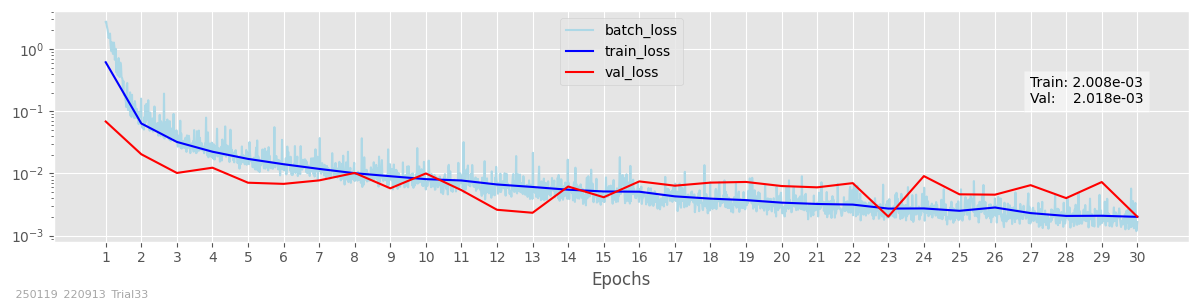 batch_loss
train_loss
val_loss
Train: 2.008e-03
Val: 2.018e-03
10⁰
10⁻¹
10⁻²
10⁻³
1 2 3 4 5 6 7 8 9 10 11 12 13 14 15 16 17 18 19 20 21 22 23 24 25 26 27 28 29 30
Epochs
250119_220913_Trial33